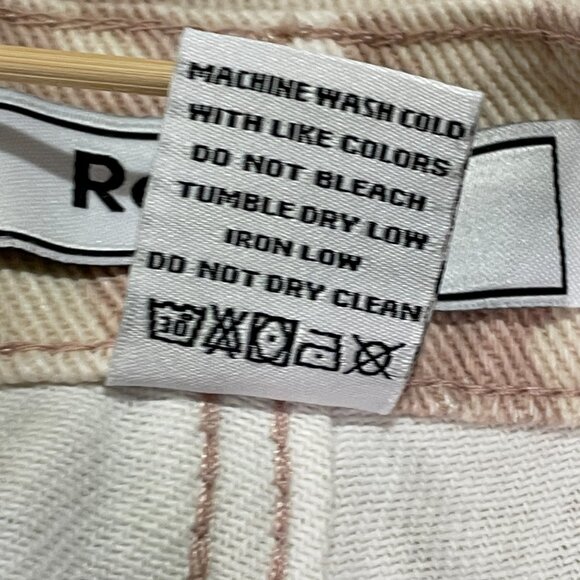 MACHINE WASH COLD
WITH LIKE COLORS
DO NOT BLEACH
TUMBLE DRY LOW
IRON LOW
DO NOT DRY CLEAN
30